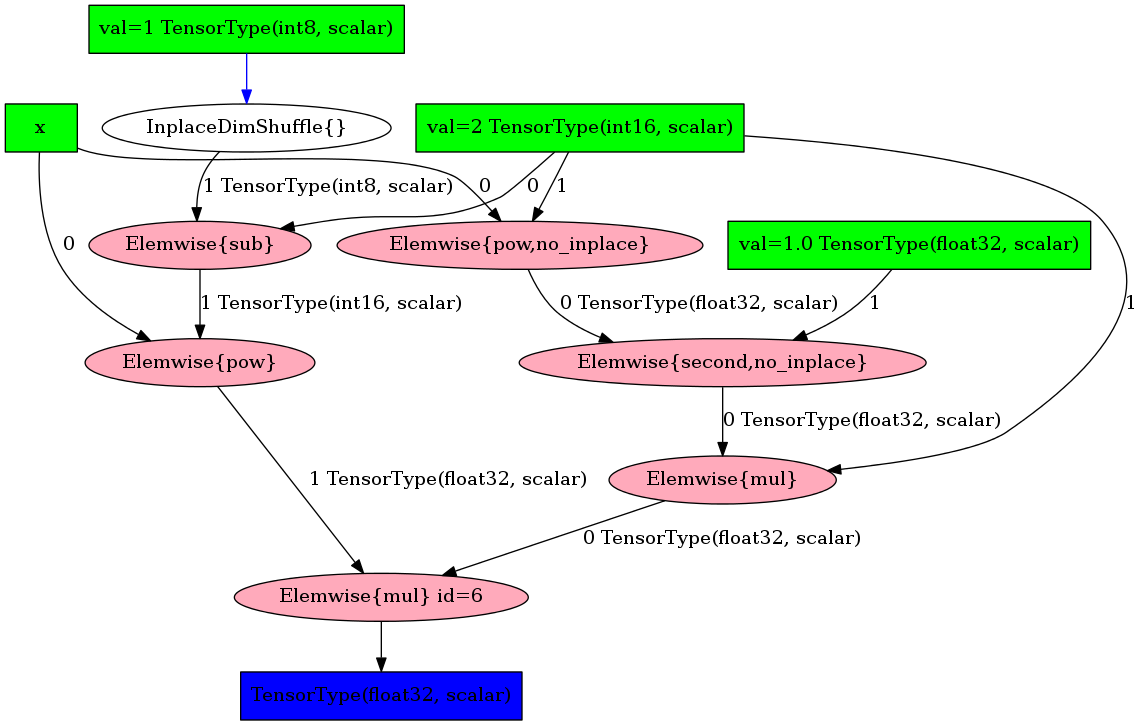 val=1 TensorType(int8, scalar)
x
InplaceDimShuffle{}
val=2 TensorType(int16, scalar)
1 TensorType(int8, scalar)
0
0
1
0
Elemwise{sub}
Elemwise{pow,no_inplace}
val=1.0 TensorType(float32, scalar)
1 TensorType(int16, scalar)
0 TensorType(float32, scalar)
1
1
Elemwise{pow}
Elemwise{second,no_inplace}
0 TensorType(float32, scalar)
1 TensorType(float32, scalar)
Elemwise{mul}
0 TensorType(float32, scalar)
Elemwise{mul} id=6
TensorType(float32, scalar)